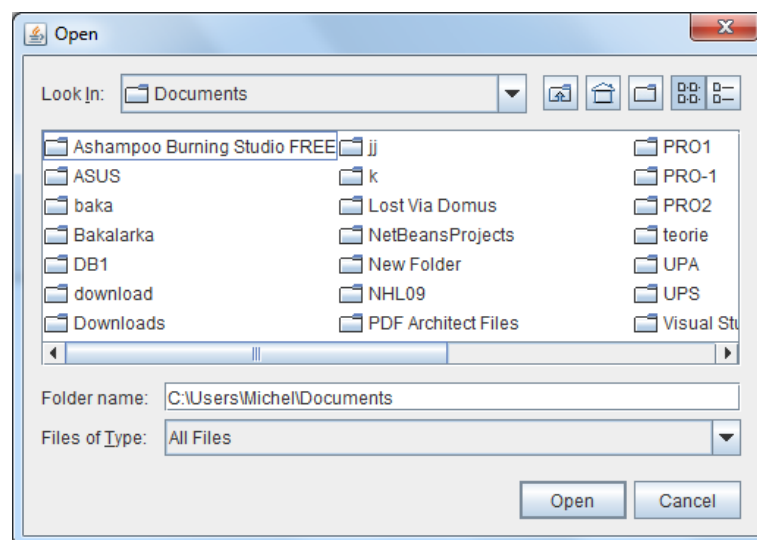 Open
Look In: Documents
Ashampoo Burning Studio FREE jj PRO1
ASUS k PRO-1
baka Lost Via Domus PRO2
Bakalarka NetBeansProjects teorie
DB1 New Folder UPA
download NHL09 UPS
Downloads PDF Architect Files Visual
Folder name: C:\Users\Michel\Documents
Files of Type: All Files
Open Cancel